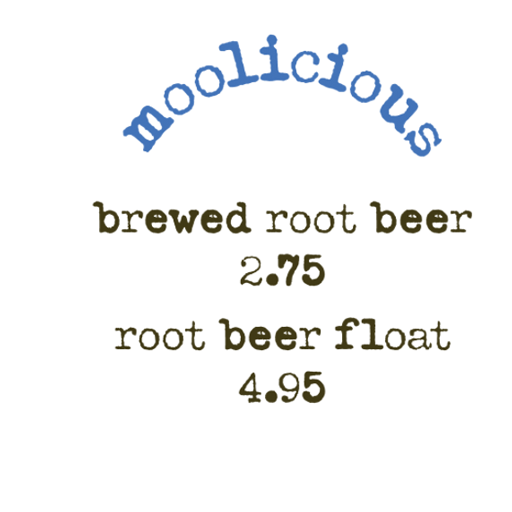 moolicious
brewed root beer
2.75
root beer float
4.95